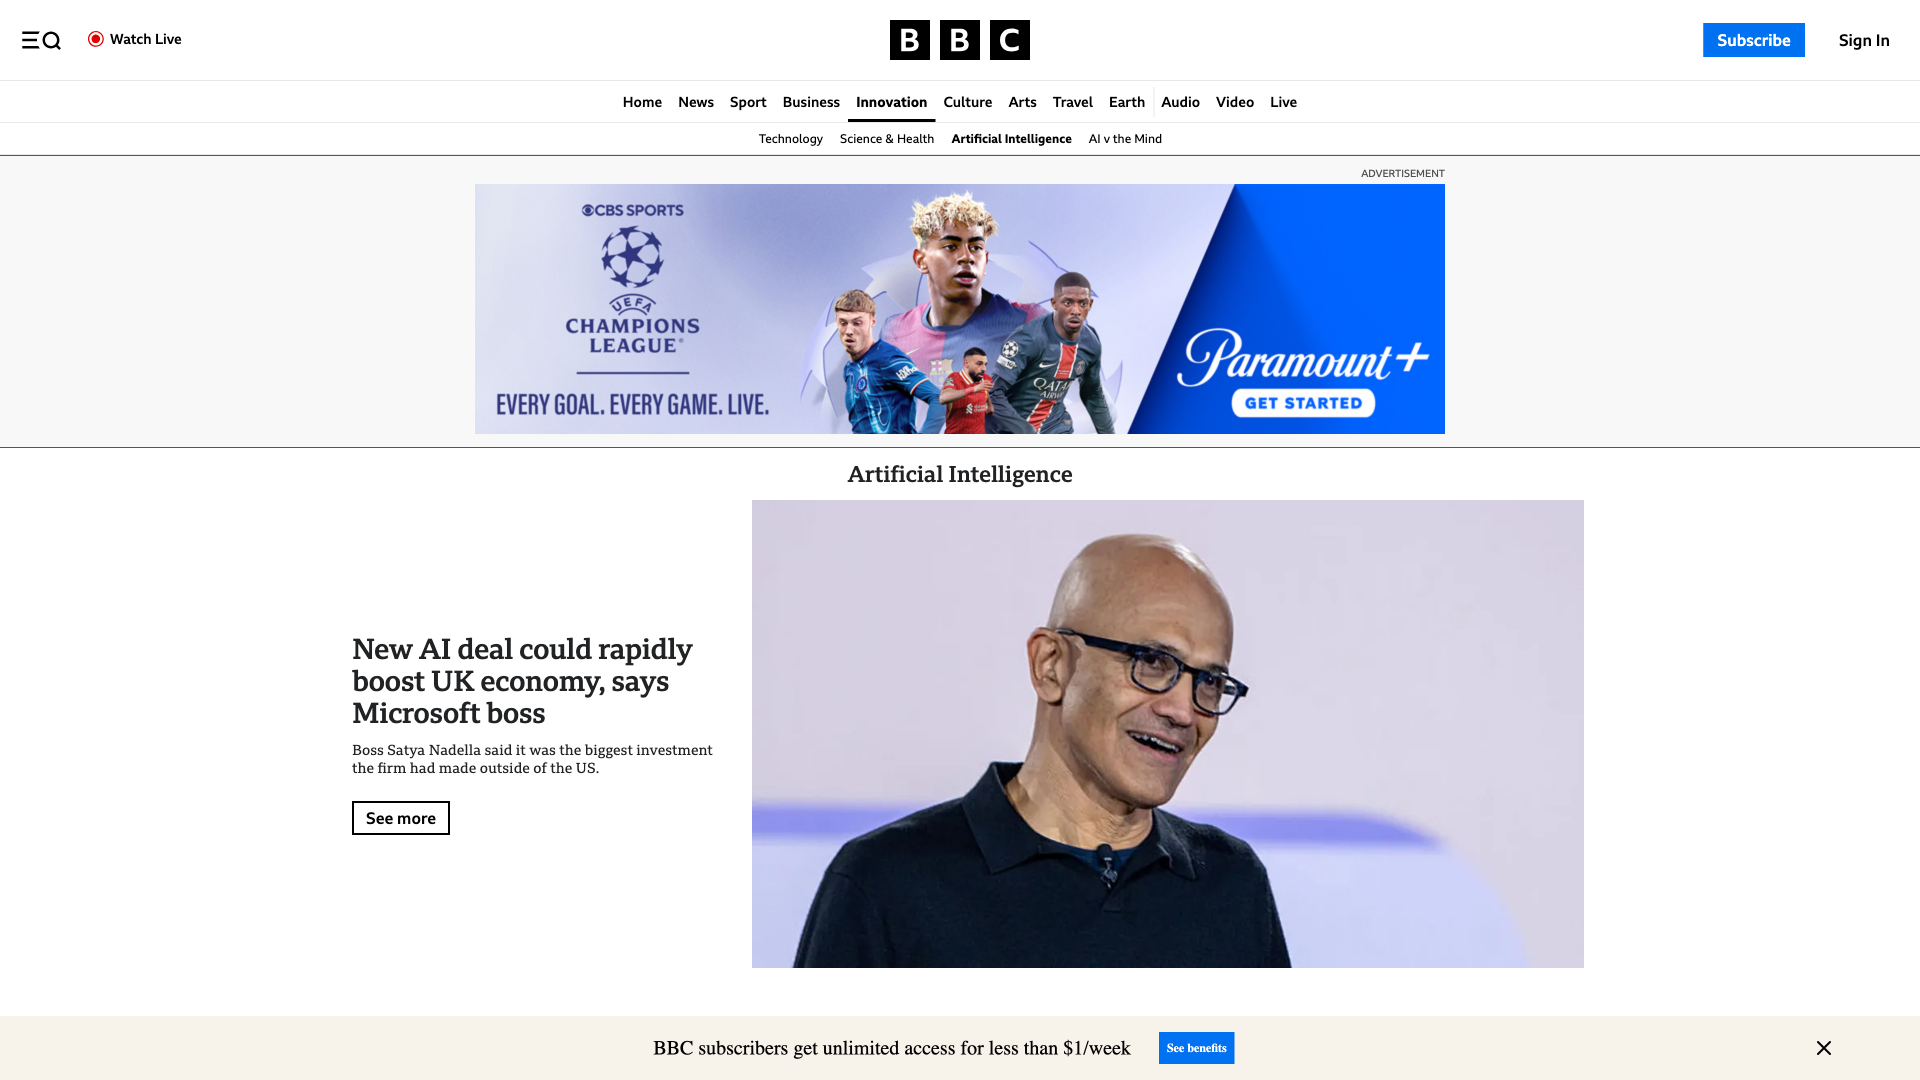 Watch Live
BBC
Subscribe
Sign In
Home News Sport Business Innovation Culture Arts Travel Earth Audio Video Live
Technology Science & Health Artificial Intelligence AI v the Mind
ADVERTISEMENT
CBS SPORTS
UEFA
CHAMPIONS
LEAGUE
EVERY GOAL. EVERY GAME. LIVE.
Paramount+
GET STARTED
Artificial Intelligence
New AI deal could rapidly
boost UK economy, says
Microsoft boss
Boss Satya Nadella said it was the biggest investment
the firm had made outside of the US.
See more
BBC subscribers get unlimited access for less than $1/week
See benefits